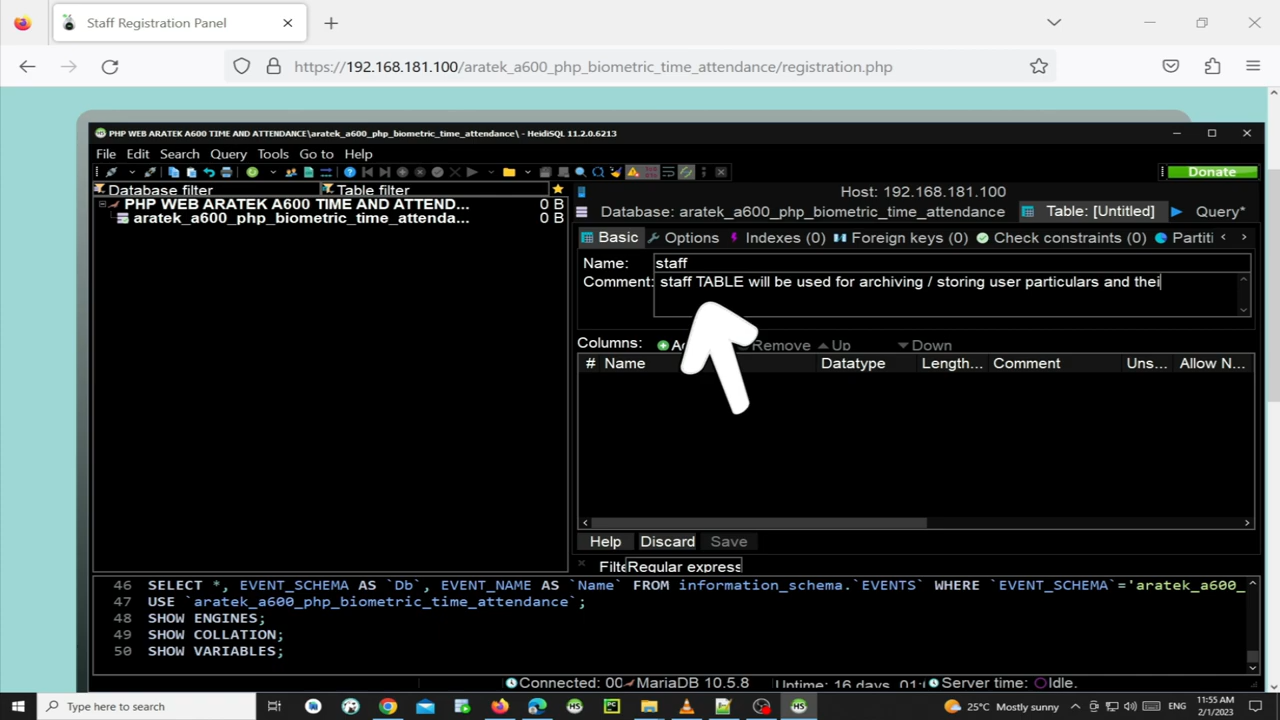 Staff Registration Panel
https://192.168.181.100/aratek_a600_php_biometric_time_attendance/registration.php
PHP WEB ARATEK A600 TIME AND ATTENDANCE\aratek_a600_php_biometric_time_attendance\ - HeidiSQL 11.2.0.6213
File Edit Search Query Tools Go to Help
Donate
Database filter Table filter
Host: 192.168.181.100
PHP WEB ARATEK A600 TIME AND ATTEND... 0 B
aratek_a600_php_biometric_time_attenda... 0 B
Database: aratek_a600_php_biometric_time_attendance Table: [Untitled] Query*
Basic Options Indexes (0) Foreign keys (0) Check constraints (0) Partiti
Name: staff
Comment: staff TABLE will be used for archiving / storing user particulars and thei
Columns: Remove Up Down
# Name Datatype Length... Comment Uns... Allow N...
Help Discard Save
Filte Regular express
46 SELECT *, EVENT_SCHEMA AS `Db`, EVENT_NAME AS `Name` FROM information_schema.`EVENTS` WHERE `EVENT_SCHEMA`='aratek_a600_
47 USE `aratek_a600_php_biometric_time_attendance`;
48 SHOW ENGINES;
49 SHOW COLLATION;
50 SHOW VARIABLES;
Connected: 00 MariaDB 10.5.8 Uptime: 16 days, 01: Server time: Idle.
Type here to search
25°C Mostly sunny ENG
11:55 AM
2/1/2023